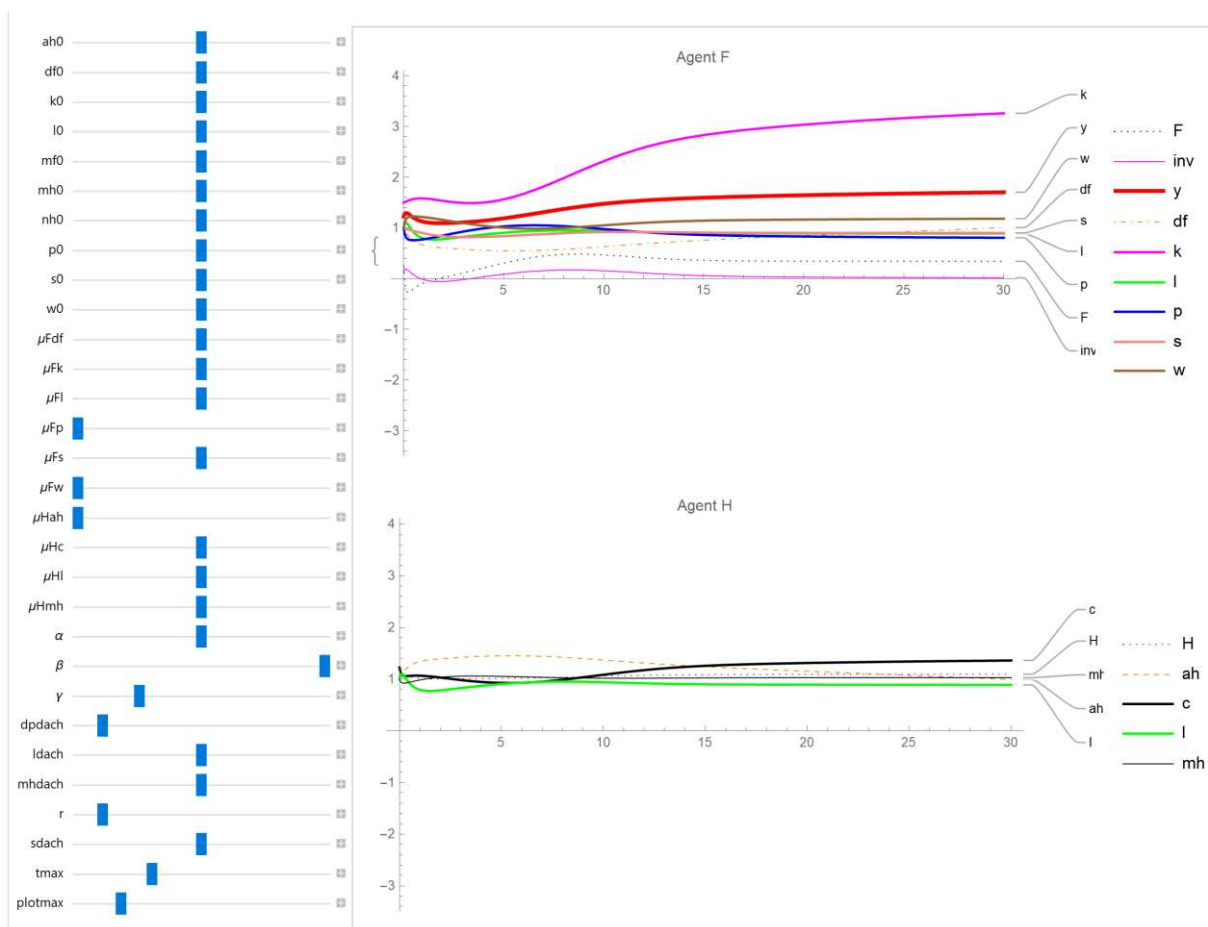 ah0
df0
k0
l0
mf0
mh0
nh0
p0
s0
w0
μFdf
μFk
μFl
μFp
μFs
μFw
μHah
μHc
μHl
μHmh
α
β
γ
dpdach
ldach
mhdach
r
sdach
tmax
plotmax
Agent F
4
3
2
1
{
-1
-2
-3
5 10 15 20 25 30
k
y
w
df
s
l
p
F
inv
F
inv
y
df
k
l
p
s
w
Agent H
4
3
2
1
-1
-2
-3
5 10 15 20 25 30
c
H
mh
ah
l
H
ah
c
l
mh